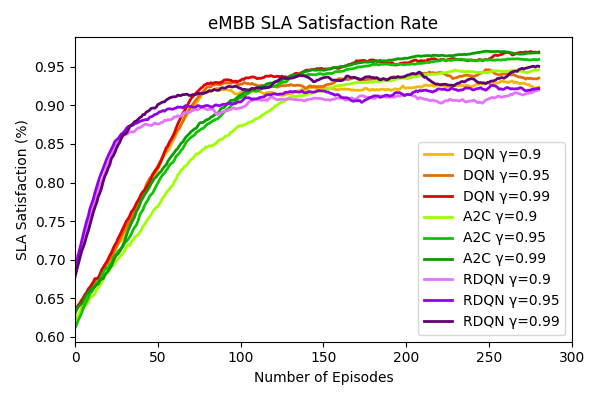 eMBB SLA Satisfaction Rate
SLA Satisfaction (%)
0.95
0.90
0.85
0.80
0.75
0.70
0.65
0.60
0 50 100 150 200 250 300
Number of Episodes
DQN γ=0.9
DQN γ=0.95
DQN γ=0.99
A2C γ=0.9
A2C γ=0.95
A2C γ=0.99
RDQN γ=0.9
RDQN γ=0.95
RDQN γ=0.99